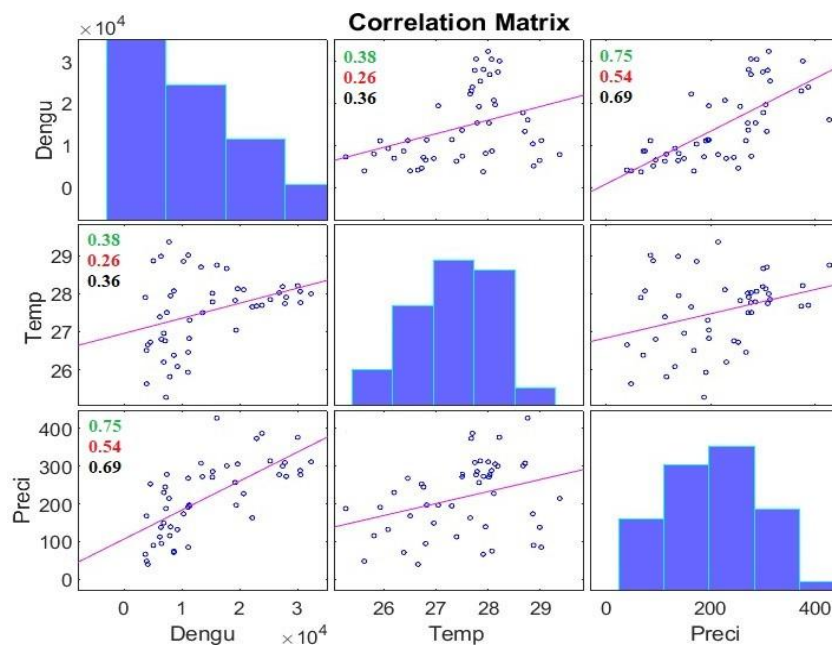 Correlation Matrix
× 10⁴
3
2
1
0
Dengu
0.38
0.26
0.36
0.75
0.54
0.69
29
28
27
26
Temp
0.38
0.26
0.36
400
300
200
100
0
Preci
0.75
0.54
0.69
0 1 2 3
Dengu
× 10⁴
26 27 28 29
Temp
0 200 400
Preci